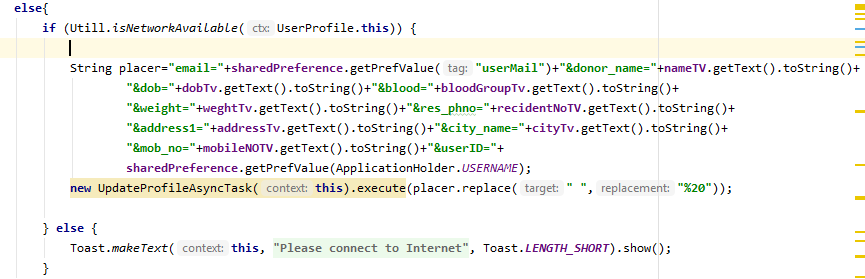 else{
if (Utill.isNetworkAvailable( ctx: UserProfile.this)) {
String placer="email="+sharedPreference.getPrefValue( tag: "userMail")+"&donor_name="+nameTV.getText().toString()+
"&dob="+dobTv.getText().toString()+"&blood="+bloodGroupTv.getText().toString()+
"&weight="+weghtTv.getText().toString()+"&res_phno="+recidentNoTV.getText().toString()+
"&address1="+addressTv.getText().toString()+"&city_name="+cityTv.getText().toString()+
"&mob_no="+mobileNOTV.getText().toString()+"&userID="+
sharedPreference.getPrefValue(ApplicationHolder.USERNAME);
new UpdateProfileAsyncTask( context: this).execute(placer.replace( target: " ", replacement: "%20"));
} else {
Toast.makeText( context: this, "Please connect to Internet", Toast.LENGTH_SHORT).show();
}